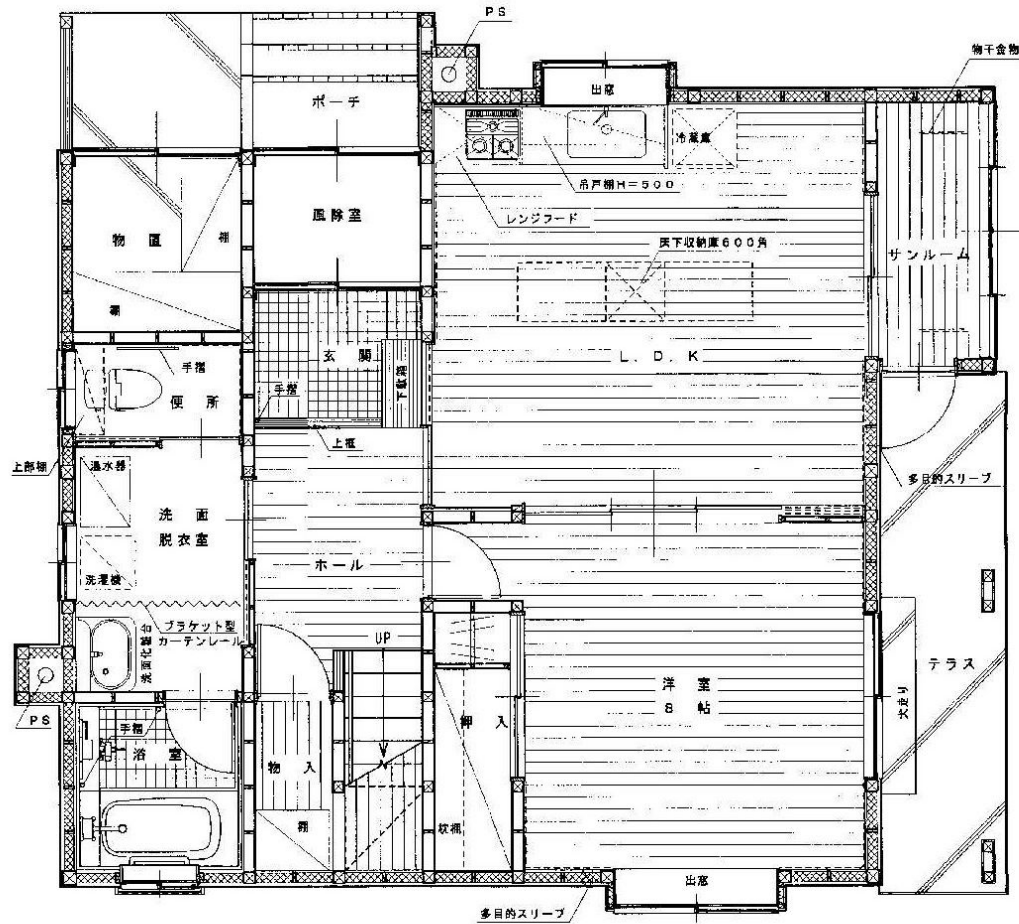 PS
物干金物
出窓
ポーチ
冷蔵庫
吊戸棚H=500
レンジフード
風除室
物置
棚
床下収納庫600角
サンルーム
棚
玄関
L.D.K
手摺
下駄箱
手摺
便所
上框
上部棚
温水器
多目的スリーブ
洗面
脱衣室
ホール
洗濯機
ブラケット型
カーテンレール
洗面化粧台
UP
テラス
洋室
8帖
犬走り
押入
PS
手摺
浴室
物入
棚
枕棚
出窓
多目的スリーブ